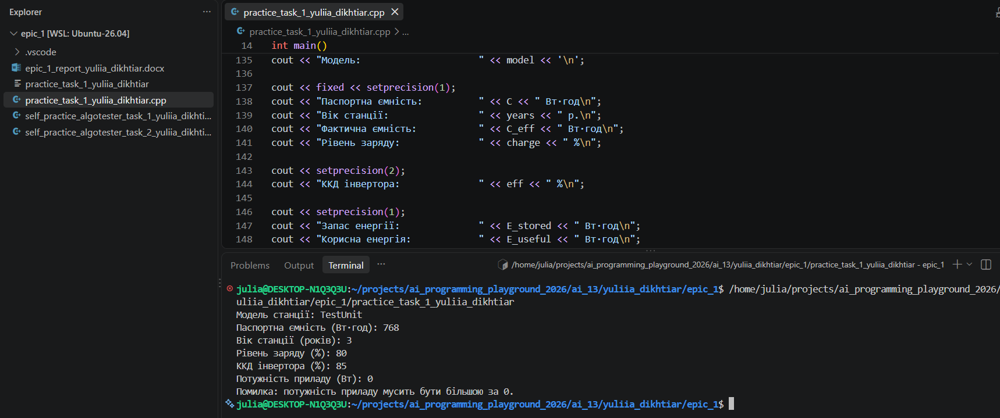 Explorer
epic_1 [WSL: Ubuntu-26.04]
.vscode
epic_1_report_yuliia_dikhtiar.docx
practice_task_1_yuliia_dikhtiar
practice_task_1_yuliia_dikhtiar.cpp
self_practice_algotester_task_1_yuliia_dikhti...
self_practice_algotester_task_2_yuliia_dikhti...
practice_task_1_yuliia_dikhtiar.cpp
practice_task_1_yuliia_dikhtiar.cpp > ...
14 int main()
135 cout << "Модель:                     " << model << '\n';
136
137 cout << fixed << setprecision(1);
138 cout << "Паспортна ємність:          " << C << " Вт·год\n";
139 cout << "Вік станції:                " << years << " р.\n";
140 cout << "Фактична ємність:           " << C_eff << " Вт·год\n";
141 cout << "Рівень заряду:              " << charge << " %\n";
142
143 cout << setprecision(2);
144 cout << "ККД інвертора:              " << eff << " %\n";
145
146 cout << setprecision(1);
147 cout << "Запас енергії:              " << E_stored << " Вт·год\n";
148 cout << "Корисна енергія:            " << E_useful << " Вт·год\n";
Problems Output Terminal ... /home/julia/projects/ai_programming_playground_2026/ai_13/yuliia_dikhtiar/epic_1/practice_task_1_yuliia_dikhtiar - epic_1
julia@DESKTOP-N1Q3Q3U:~/projects/ai_programming_playground_2026/ai_13/yuliia_dikhtiar/epic_1$ /home/julia/projects/ai_programming_playground_2026/
uliia_dikhtiar/epic_1/practice_task_1_yuliia_dikhtiar
Модель станції: TestUnit
Паспортна ємність (Вт·год): 768
Вік станції (років): 3
Рівень заряду (%): 80
ККД інвертора (%): 85
Потужність приладу (Вт): 0
Помилка: потужність приладу мусить бути більшою за 0.
julia@DESKTOP-N1Q3Q3U:~/projects/ai_programming_playground_2026/ai_13/yuliia_dikhtiar/epic_1$